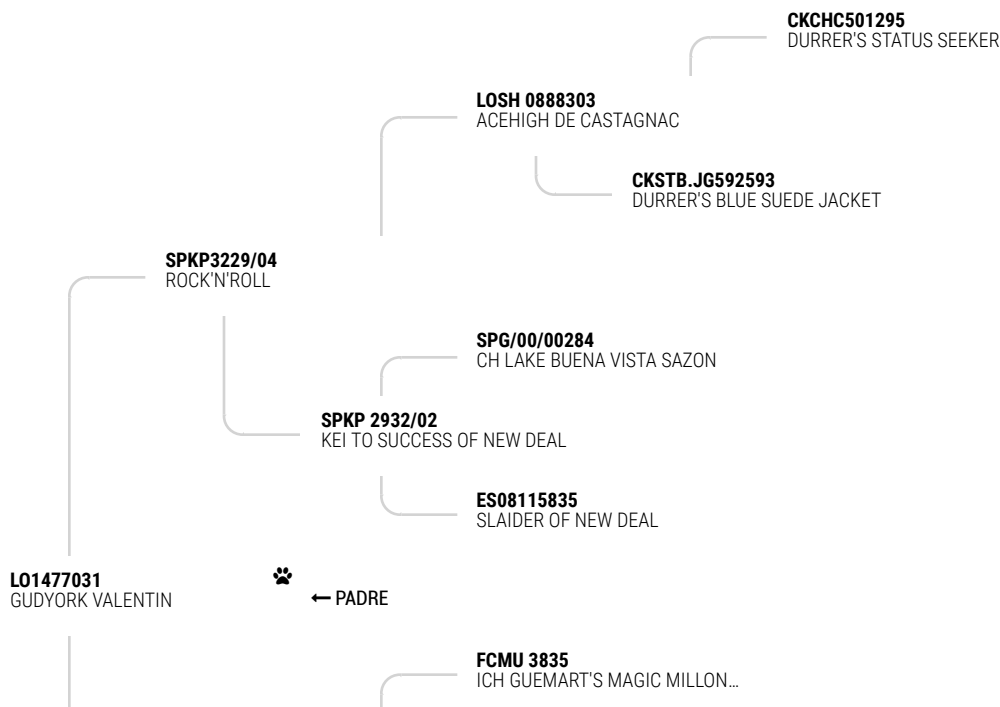 CKCHC501295
DURRER'S STATUS SEEKER
LOSH 0888303
ACEHIGH DE CASTAGNAC
CKSTB.JG592593
DURRER'S BLUE SUEDE JACKET
SPKP3229/04
ROCK'N'ROLL
SPG/00/00284
CH LAKE BUENA VISTA SAZON
SPKP 2932/02
KEI TO SUCCESS OF NEW DEAL
ES08115835
SLAIDER OF NEW DEAL
LO1477031
GUDYORK VALENTIN
← PADRE
FCMU 3835
ICH GUEMART'S MAGIC MILLON...